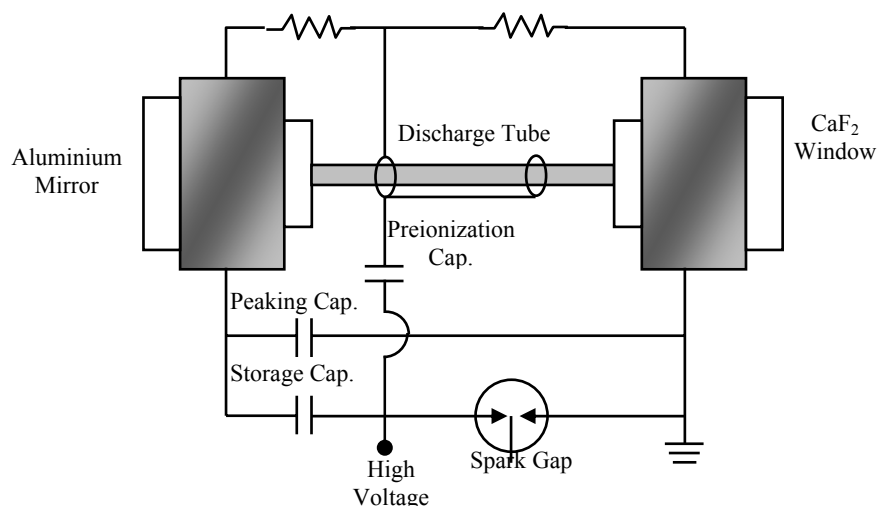 Discharge Tube
CaF₂
Window
Aluminium
Mirror
Preionization
Cap.
Peaking Cap.
Storage Cap.
Spark Gap
High
Voltage